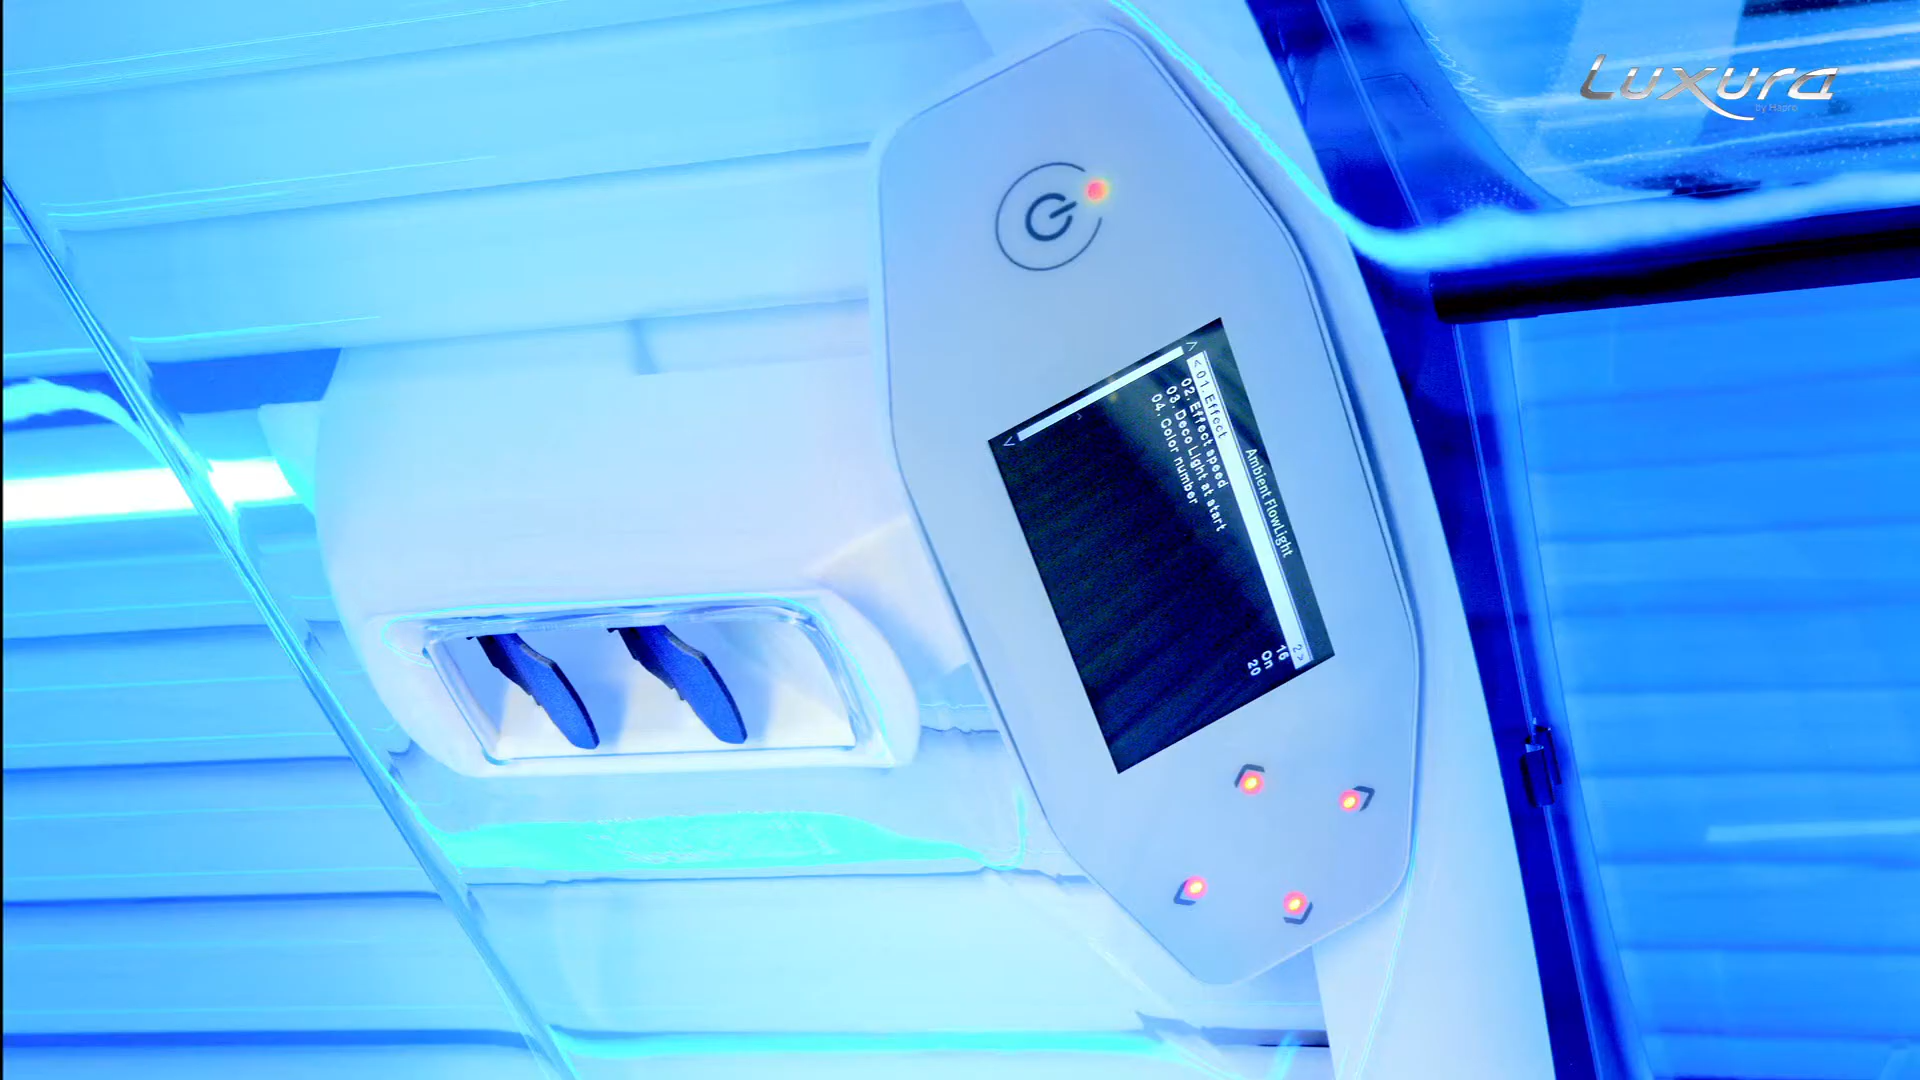 Luxura
by Hapro
Ambient FlowLight
<01. Effect 2>
02. Effect speed 16
03. Deco Light at start On
04. Color number 20